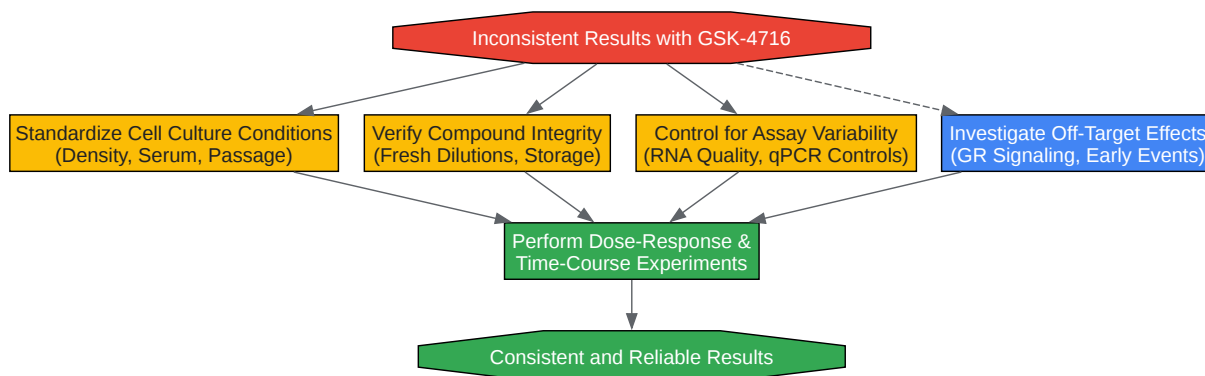 Inconsistent Results with GSK-4716
Standardize Cell Culture Conditions
(Density, Serum, Passage)
Verify Compound Integrity
(Fresh Dilutions, Storage)
Control for Assay Variability
(RNA Quality, qPCR Controls)
Investigate Off-Target Effects
(GR Signaling, Early Events)
Perform Dose-Response &
Time-Course Experiments
Consistent and Reliable Results